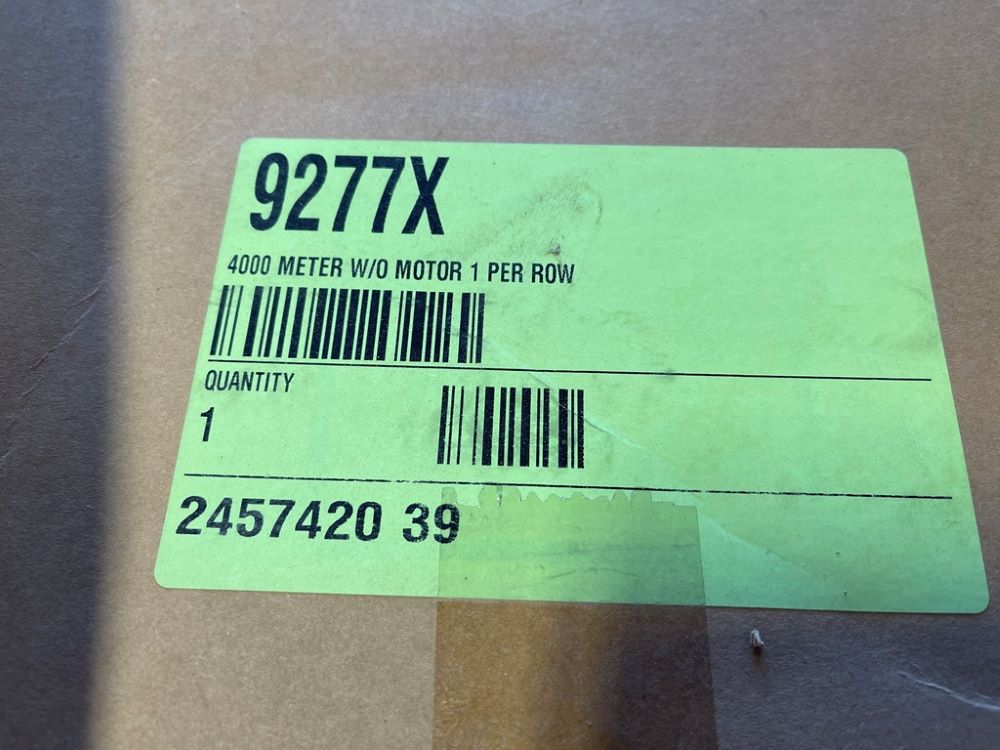 9277X
4000 METER W/O MOTOR 1 PER ROW
QUANTITY
1
2457420 39